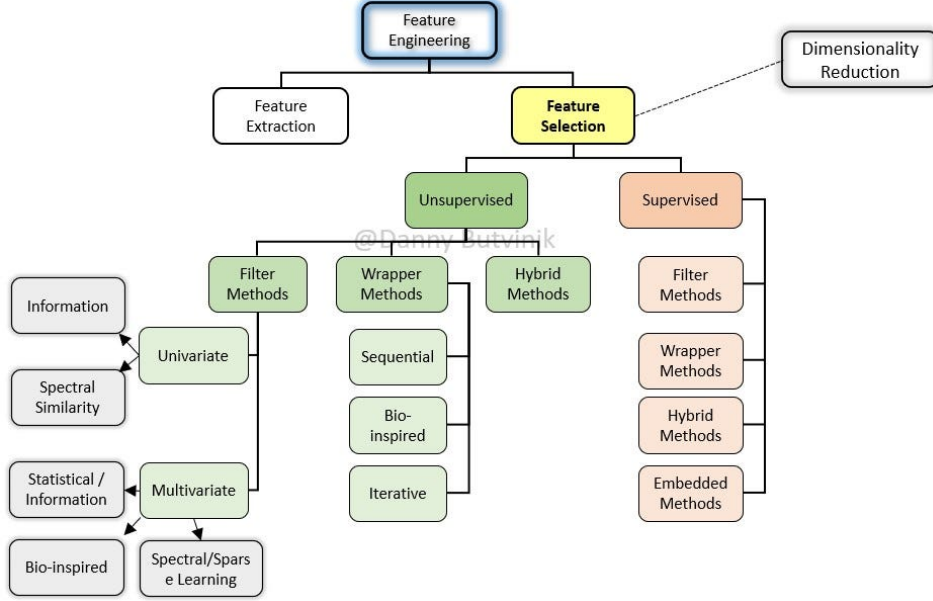 Feature
Engineering
Dimensionality
Reduction
Feature
Extraction
Feature
Selection
Unsupervised
Supervised
@Danny Butvinik
Filter
Methods
Wrapper
Methods
Hybrid
Methods
Filter
Methods
Information
Univariate
Sequential
Wrapper
Methods
Spectral
Similarity
Bio-
inspired
Hybrid
Methods
Statistical /
Information
Multivariate
Iterative
Embedded
Methods
Bio-inspired
Spectral/Spars
e Learning